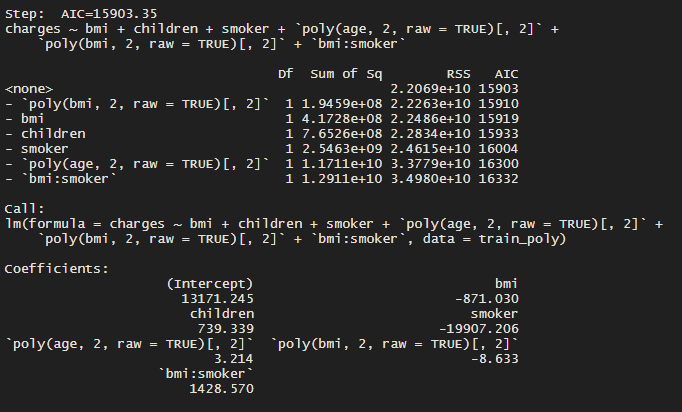 Step:  AIC=15903.35
charges ~ bmi + children + smoker + `poly(age, 2, raw = TRUE)[, 2]` +
    `poly(bmi, 2, raw = TRUE)[, 2]` + `bmi:smoker`

                                  Df  Sum of Sq        RSS   AIC
<none>                                          2.2069e+10 15903
- `poly(bmi, 2, raw = TRUE)[, 2]`  1 1.9459e+08 2.2263e+10 15910
- bmi                              1 4.1728e+08 2.2486e+10 15919
- children                         1 7.6526e+08 2.2834e+10 15933
- smoker                           1 2.5463e+09 2.4615e+10 16004
- `poly(age, 2, raw = TRUE)[, 2]`  1 1.1711e+10 3.3779e+10 16300
- `bmi:smoker`                     1 1.2911e+10 3.4980e+10 16332

Call:
lm(formula = charges ~ bmi + children + smoker + `poly(age, 2, raw = TRUE)[, 2]` +
    `poly(bmi, 2, raw = TRUE)[, 2]` + `bmi:smoker`, data = train_poly)

Coefficients:
                    (Intercept)                              bmi
                      13171.245                         -871.030
                       children                           smoker
                        739.339                       -19907.206
`poly(age, 2, raw = TRUE)[, 2]`  `poly(bmi, 2, raw = TRUE)[, 2]`
                          3.214                           -8.633
                   `bmi:smoker`
                       1428.570